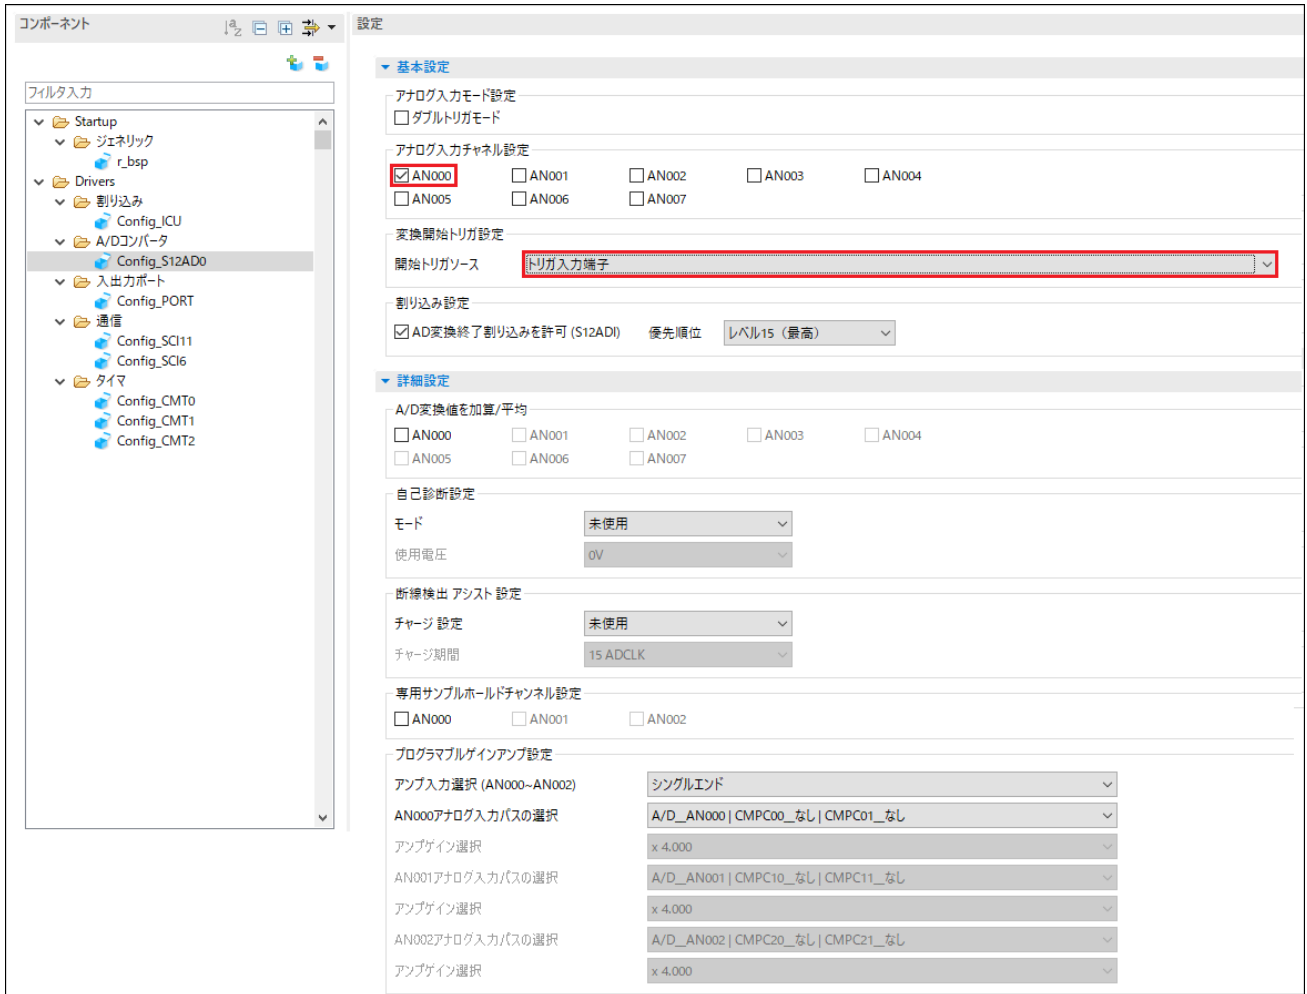 コンポーネント
フィルタ入力
Startup
ジェネリック
r_bsp
Drivers
割り込み
Config_ICU
A/Dコンバータ
Config_S12AD0
入出力ポート
Config_PORT
通信
Config_SCI11
Config_SCI6
タイマ
Config_CMT0
Config_CMT1
Config_CMT2
設定
基本設定
アナログ入力モード設定
ダブルトリガモード
アナログ入力チャネル設定
AN000 AN001 AN002 AN003 AN004
AN005 AN006 AN007
変換開始トリガ設定
開始トリガソース トリガ入力端子
割り込み設定
AD変換終了割り込みを許可 (S12ADI) 優先順位 レベル15（最高）
詳細設定
A/D変換値を加算/平均
AN000 AN001 AN002 AN003 AN004
AN005 AN006 AN007
自己診断設定
モード 未使用
使用電圧 0V
断線検出 アシスト 設定
チャージ 設定 未使用
チャージ期間 15 ADCLK
専用サンプルホールドチャンネル設定
AN000 AN001 AN002
プログラマブルゲインアンプ設定
アンプ入力選択 (AN000~AN002) シングルエンド
AN000アナログ入力パスの選択 A/D__AN000 | CMPC00__なし | CMPC01__なし
アンプゲイン選択 x 4.000
AN001アナログ入力パスの選択 A/D__AN001 | CMPC10__なし | CMPC11__なし
アンプゲイン選択 x 4.000
AN002アナログ入力パスの選択 A/D__AN002 | CMPC20__なし | CMPC21__なし
アンプゲイン選択 x 4.000